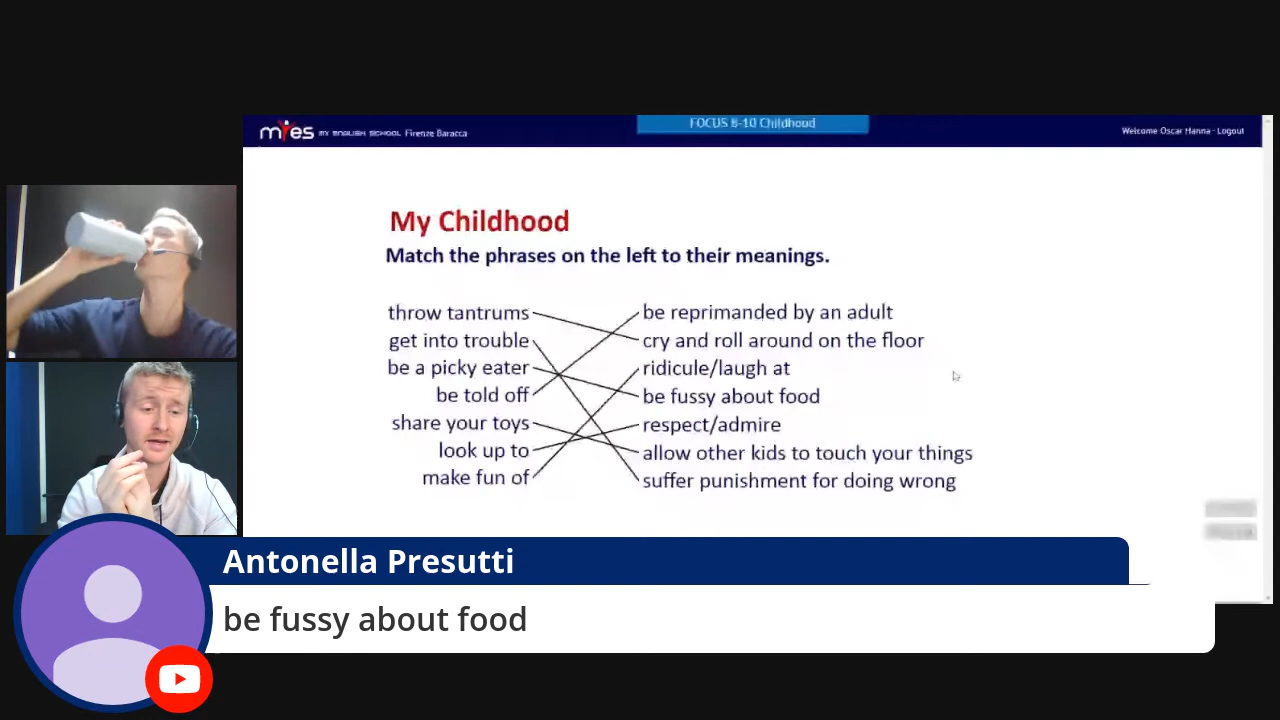 myes MY ENGLISH SCHOOL Firenze Baracca
FOCUS 8-10 Childhood
Welcome Oscar Hanna - Logout
My Childhood
Match the phrases on the left to their meanings.
throw tantrums
get into trouble
be a picky eater
be told off
share your toys
look up to
make fun of
be reprimanded by an adult
cry and roll around on the floor
ridicule/laugh at
be fussy about food
respect/admire
allow other kids to touch your things
suffer punishment for doing wrong
Antonella Presutti
be fussy about food